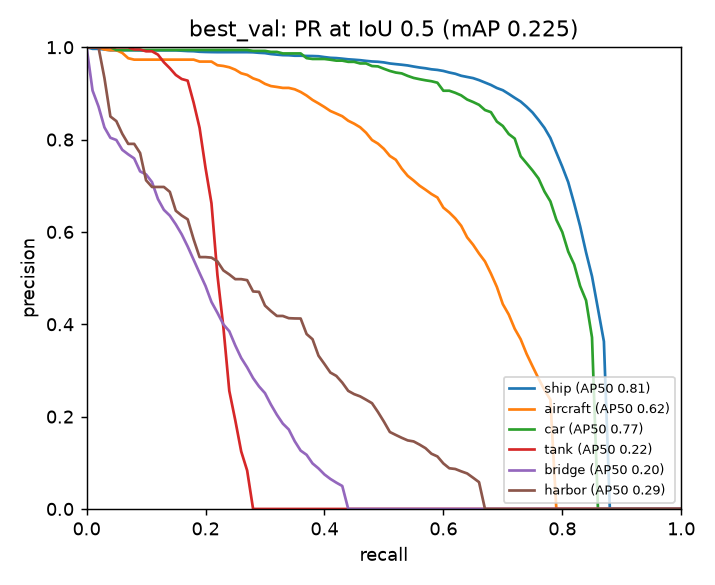 best_val: PR at IoU 0.5 (mAP 0.225)
1.0
0.8
0.6
0.4
0.2
0.0
precision
0.0 0.2 0.4 0.6 0.8 1.0
recall
ship (AP50 0.81)
aircraft (AP50 0.62)
car (AP50 0.77)
tank (AP50 0.22)
bridge (AP50 0.20)
harbor (AP50 0.29)